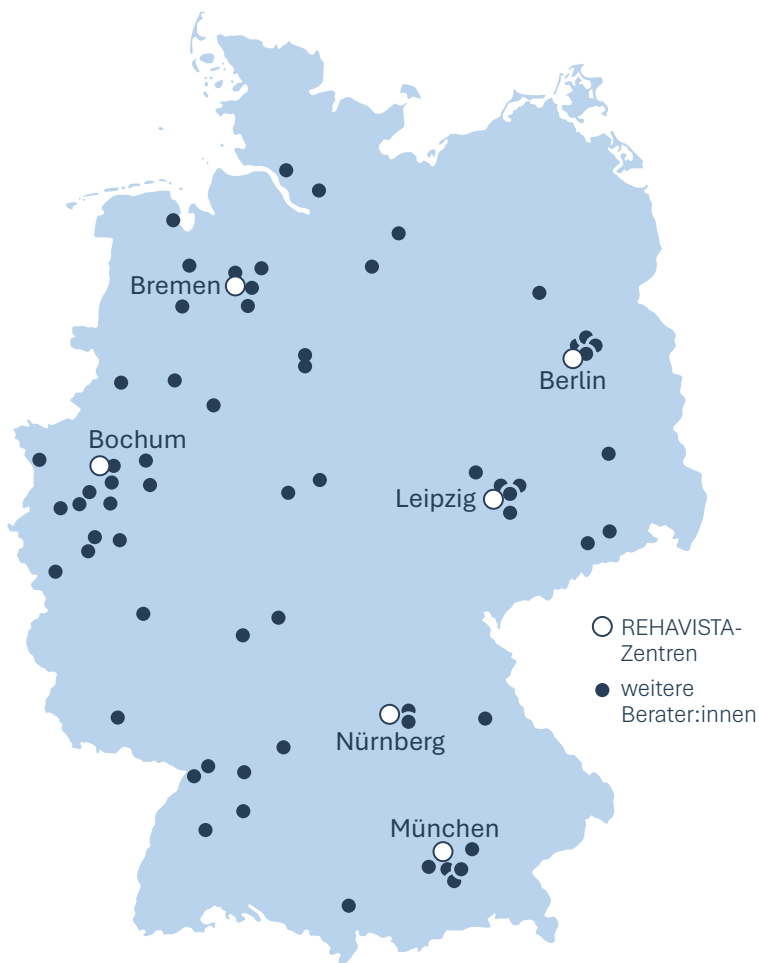 Bremen
Berlin
Bochum
Leipzig
REHAVISTA-
Zentren
weitere
Berater:innen
Nürnberg
München